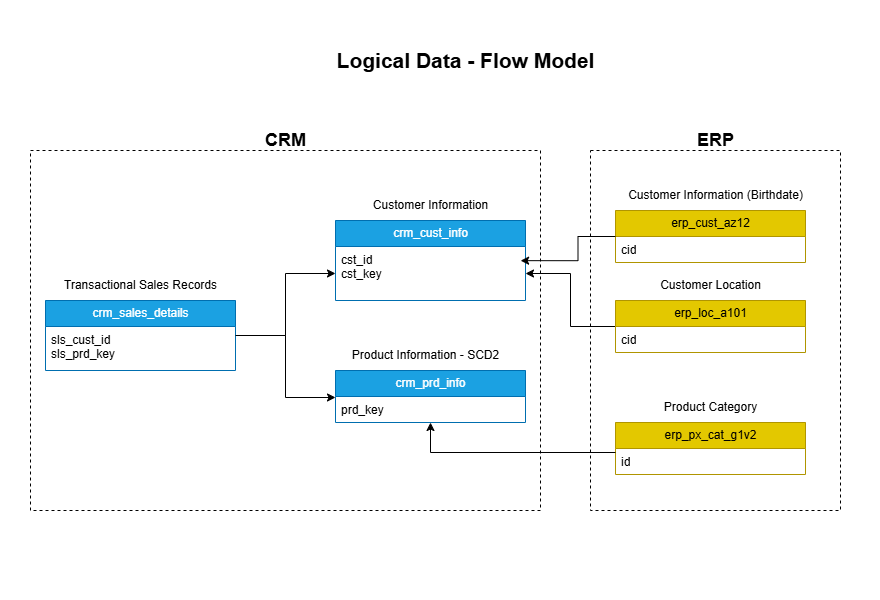 Logical Data - Flow Model
CRM
Customer Information
crm_cust_info
cst_id
cst_key
Transactional Sales Records
crm_sales_details
sls_cust_id
sls_prd_key
Product Information - SCD2
crm_prd_info
prd_key
ERP
Customer Information (Birthdate)
erp_cust_az12
cid
Customer Location
erp_loc_a101
cid
Product Category
erp_px_cat_g1v2
id